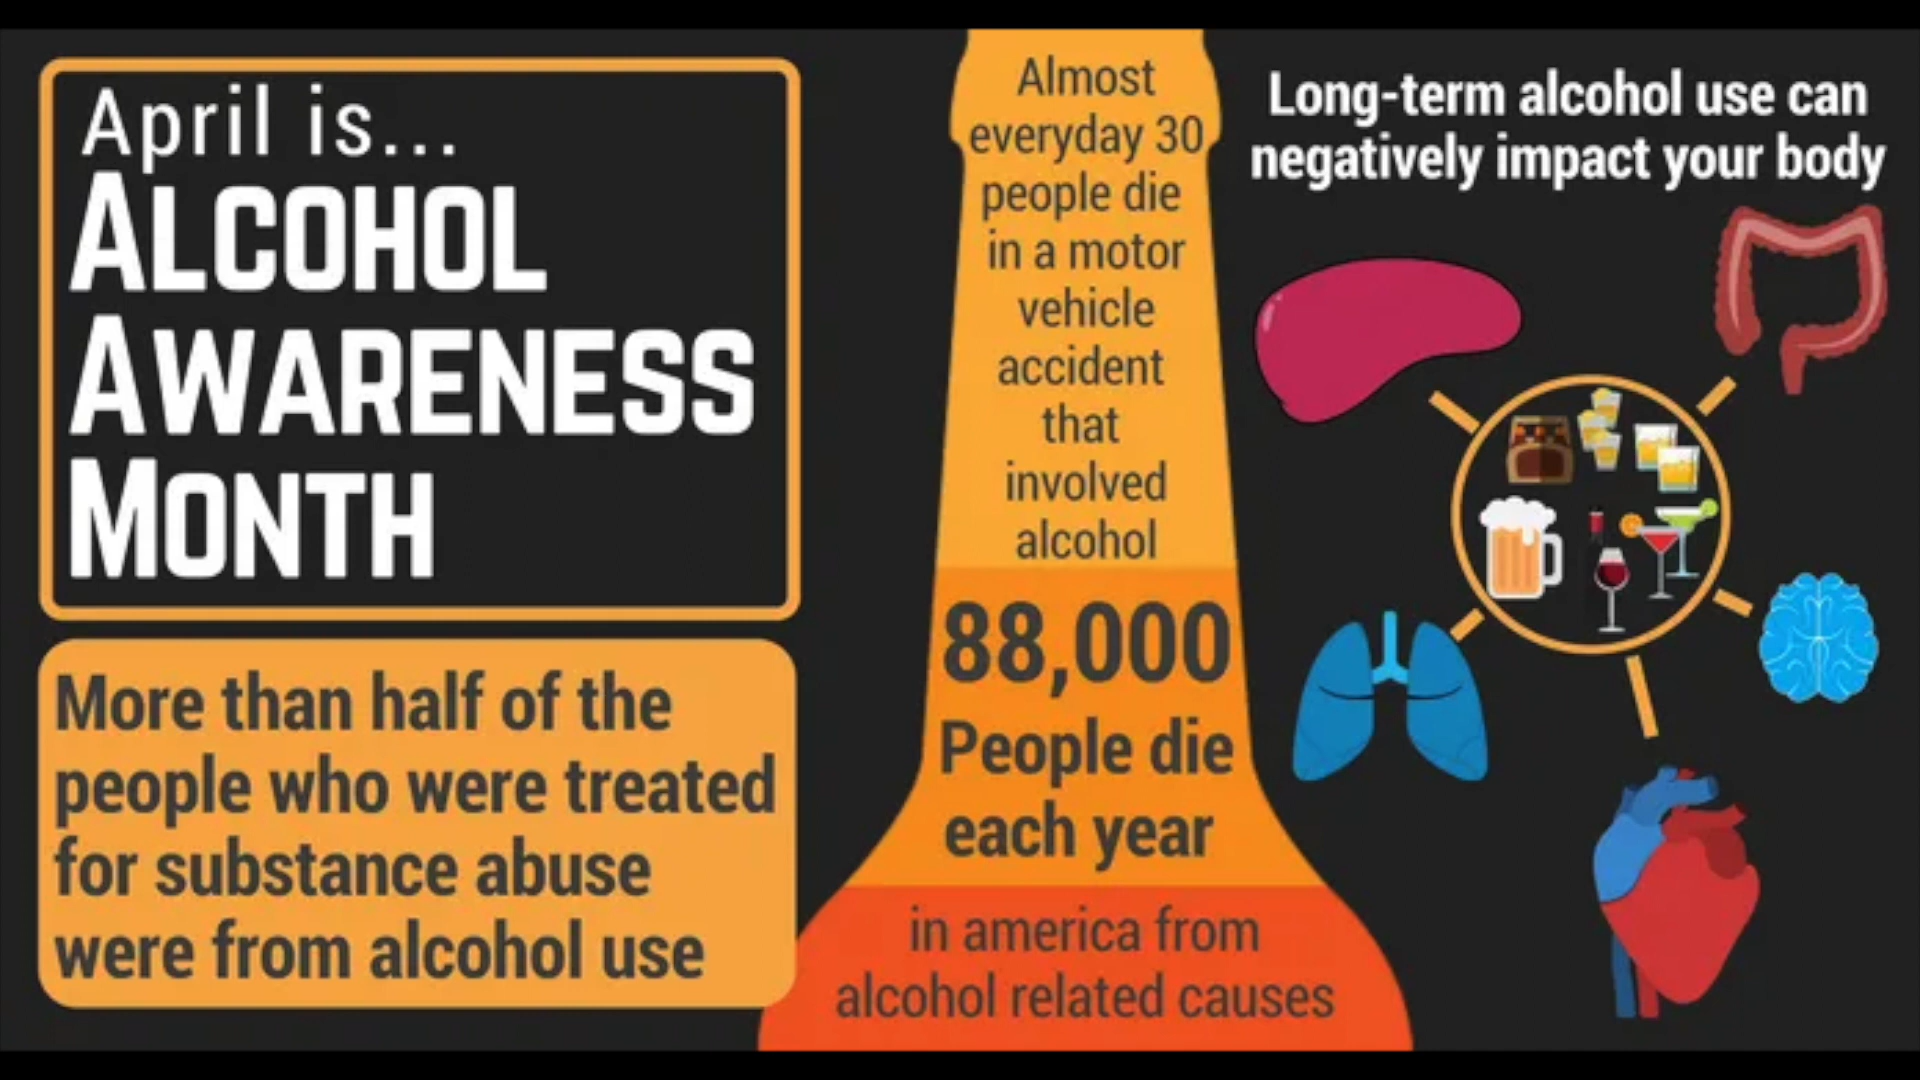 April is...
ALCOHOL
AWARENESS
MONTH
More than half of the
people who were treated
for substance abuse
were from alcohol use
Almost
everyday 30
people die
in a motor
vehicle
accident
that
involved
alcohol
88,000
People die
each year
in america from
alcohol related causes
Long-term alcohol use can
negatively impact your body